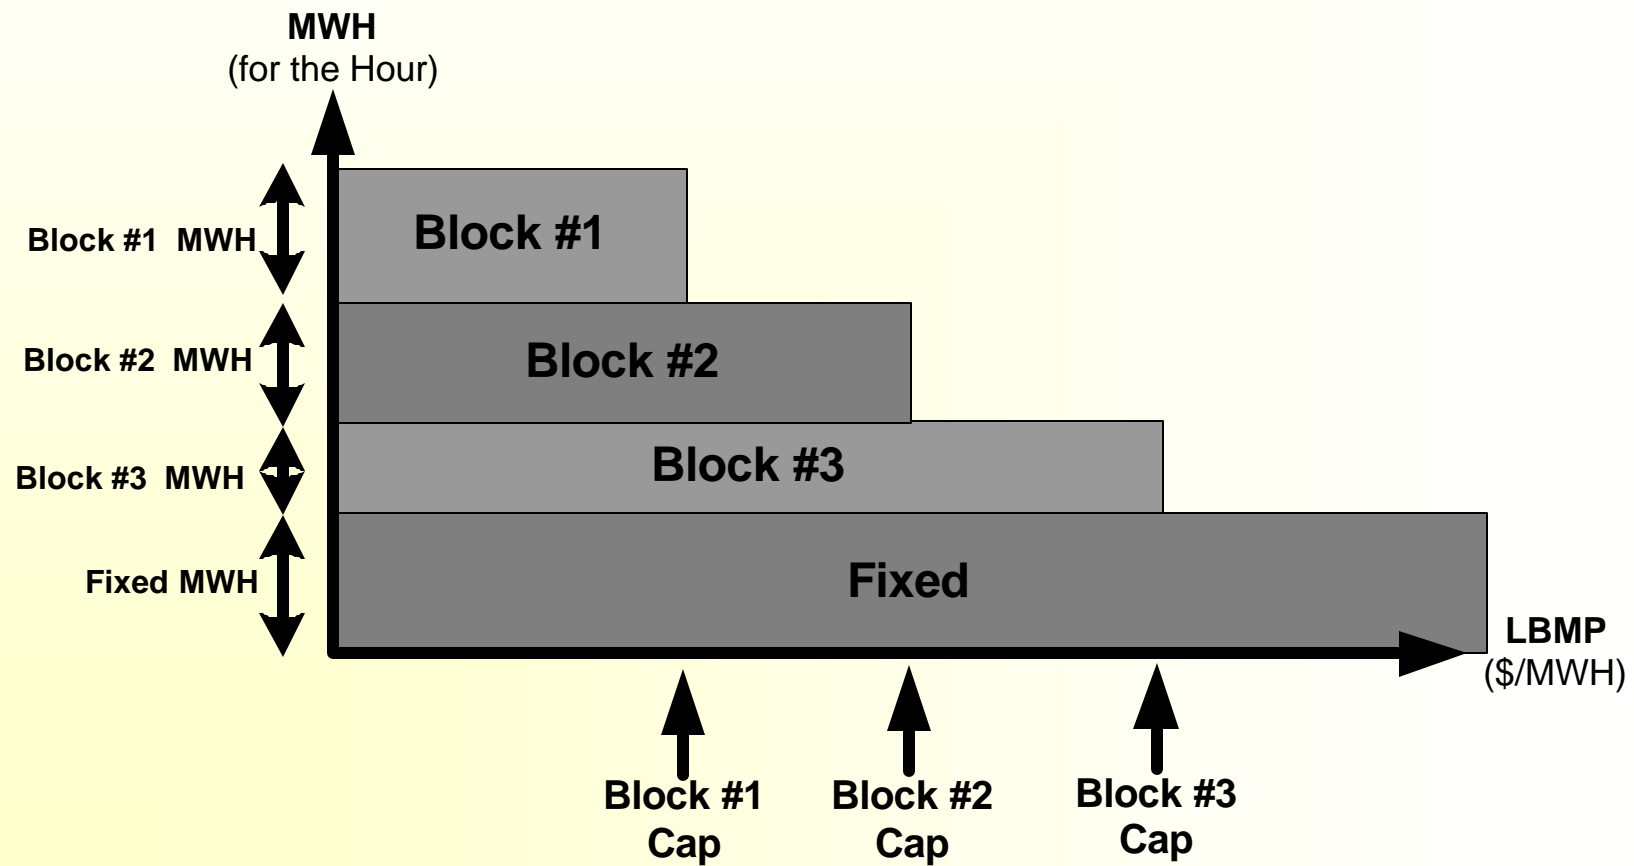 MWH
(for the Hour)
Block #1 MWH
Block #1
Block #2 MWH
Block #2
Block #3 MWH
Block #3
Fixed MWH
Fixed
LBMP
($/MWH)
Block #1
Cap
Block #2
Cap
Block #3
Cap